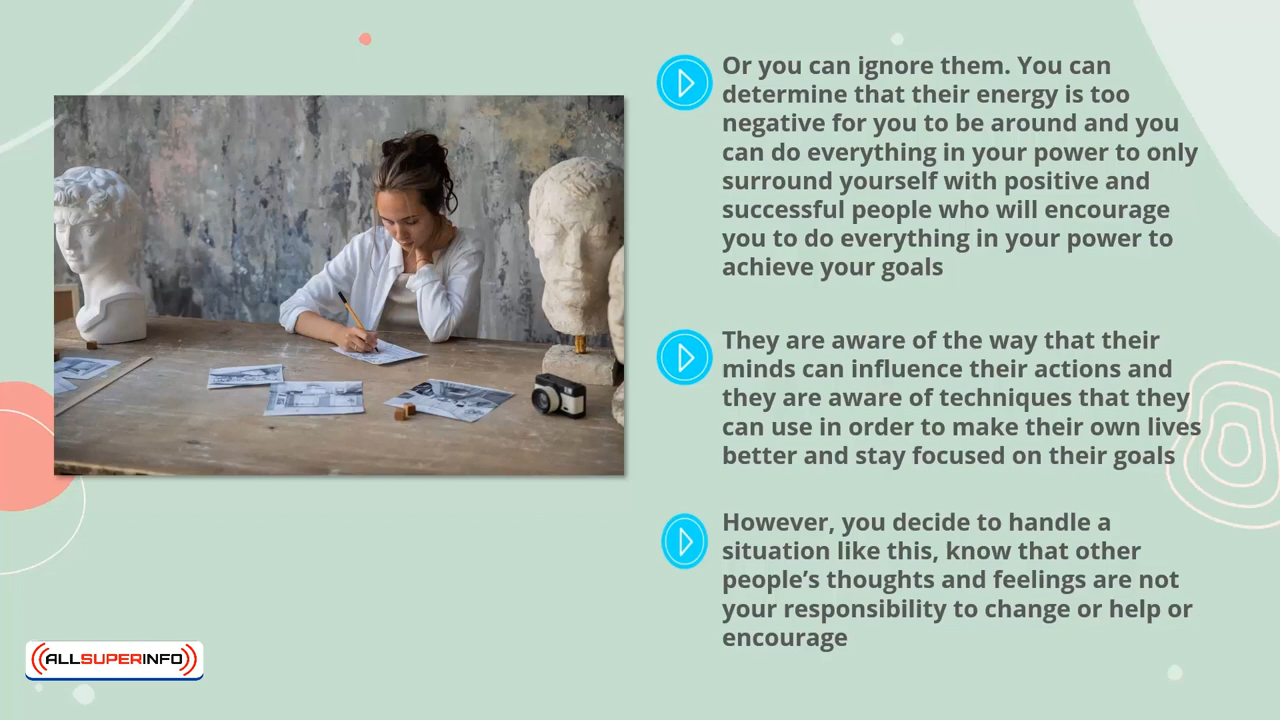 Or you can ignore them. You can
determine that their energy is too
negative for you to be around and you
can do everything in your power to only
surround yourself with positive and
successful people who will encourage
you to do everything in your power to
achieve your goals
They are aware of the way that their
minds can influence their actions and
they are aware of techniques that they
can use in order to make their own lives
better and stay focused on their goals
However, you decide to handle a
situation like this, know that other
people’s thoughts and feelings are not
your responsibility to change or help or
encourage
ALLSUPERINFO